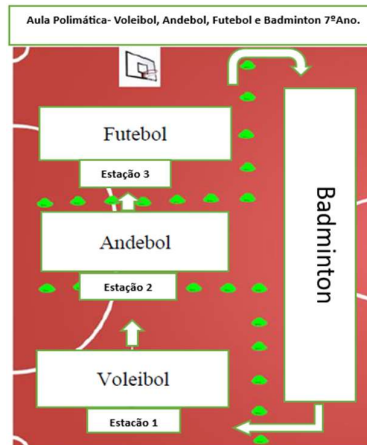 Aula Polimática- Voleibol, Andebol, Futebol e Badminton 7ºAno.
Futebol
Estação 3
Andebol
Estação 2
Voleibol
Estacão 1
Badminton